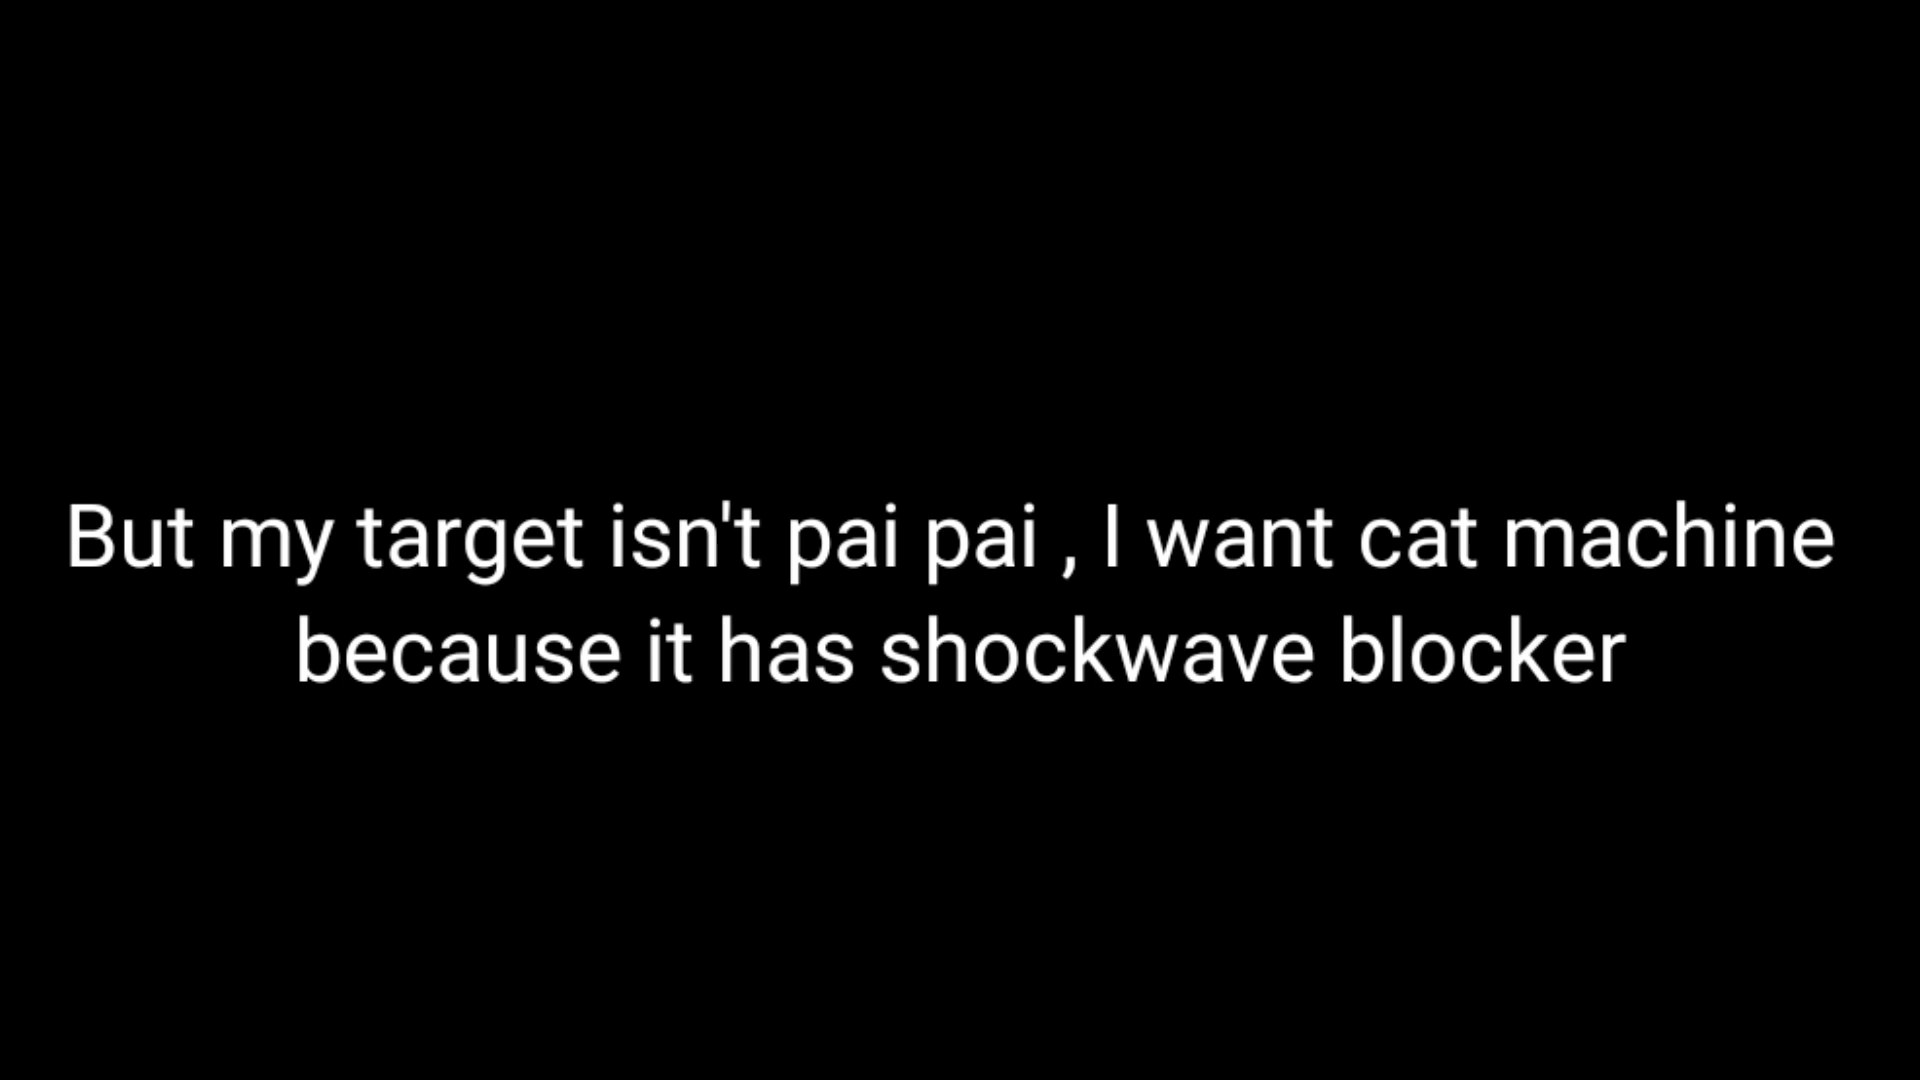 But my target isn't pai pai , I want cat machine
because it has shockwave blocker